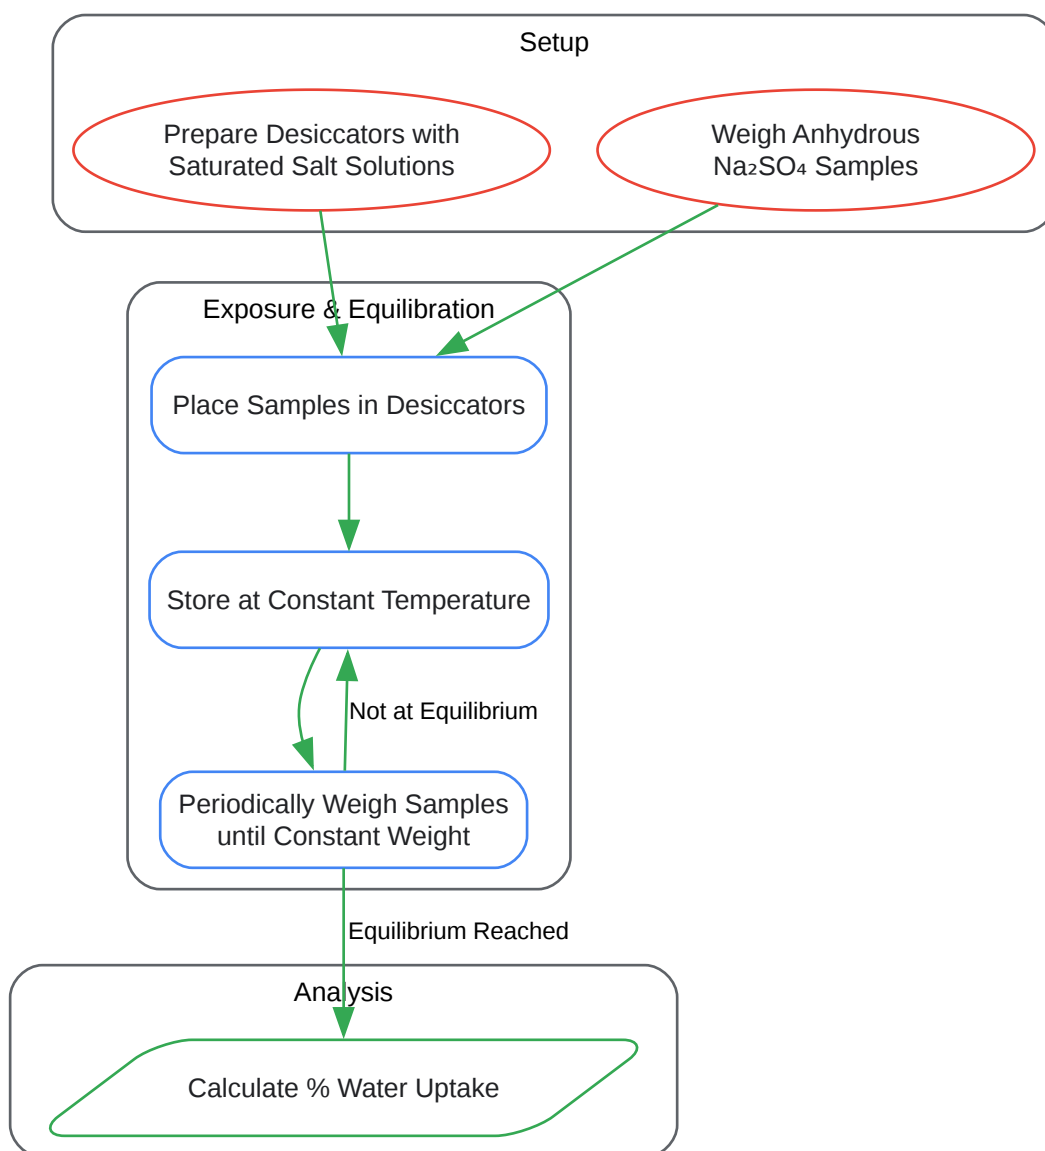 Setup
Prepare Desiccators with
Saturated Salt Solutions
Weigh Anhydrous
Na₂SO₄ Samples
Exposure & Equilibration
Place Samples in Desiccators
Store at Constant Temperature
Not at Equilibrium
Periodically Weigh Samples
until Constant Weight
Equilibrium Reached
Analysis
Calculate % Water Uptake